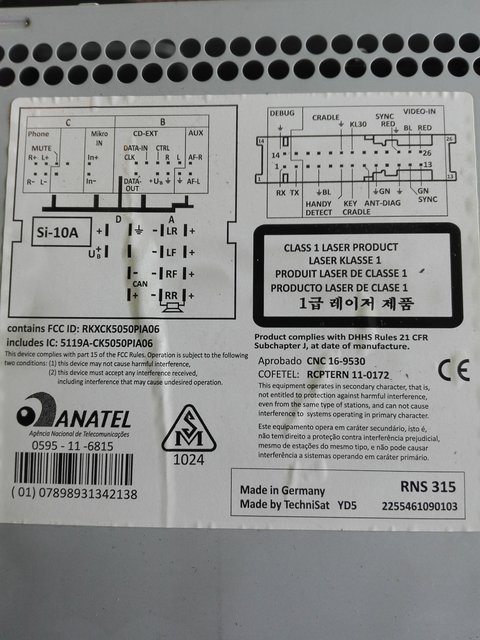 C B
Phone Mikro IN CD-EXT AUX
MUTE DATA-IN CTRL
R+ L+ In+ CLK R L AF-R
R- L- In- DATA-OUT +UB AF-L
D A
Si-10A + + LR +
UB - LF +
- - RF +
CAN
+ - RR +
DEBUG CRADLE KL30 SYNC RED VIDEO-IN BL RED
14 26
14 26
1 13
1 13
RX TX BL GN GN
HANDY DETECT KEY CRADLE ANT-DIAG SYNC
CLASS 1 LASER PRODUCT
LASER KLASSE 1
PRODUIT LASER DE CLASSE 1
PRODUCTO LASER DE CLASE 1
1급 레이저 제품
contains FCC ID: RKXCK5050PIA06
includes IC: 5119A-CK5050PIA06
This device complies with part 15 of the FCC Rules. Operation is subject to the following
two conditions: (1) this device may not cause harmful interference,
(2) this device must accept any interference received,
including interference that may cause undesired operation.
Product complies with DHHS Rules 21 CFR
Subchapter J, at date of manufacture.
Aprobado CNC 16-9530
COFETEL: RCPTERN 11-0172
CE
This equipment operates in secondary character, that is,
not entitled to protection against harmful interference,
even from the same type of stations, and can not cause
interference to systems operating in primary character.
Este equipamento opera em caráter secundário, isto é,
não tem direito a proteção contra interferência prejudicial,
mesmo de estações do mesmo tipo, e não pode causar
interferência a sistemas operando em caráter primário.
ANATEL
Agência Nacional de Telecomunicações
0595 - 11 -6815
(01) 07898931342138
1024
Made in Germany RNS 315
Made by TechniSat YD5 2255461090103